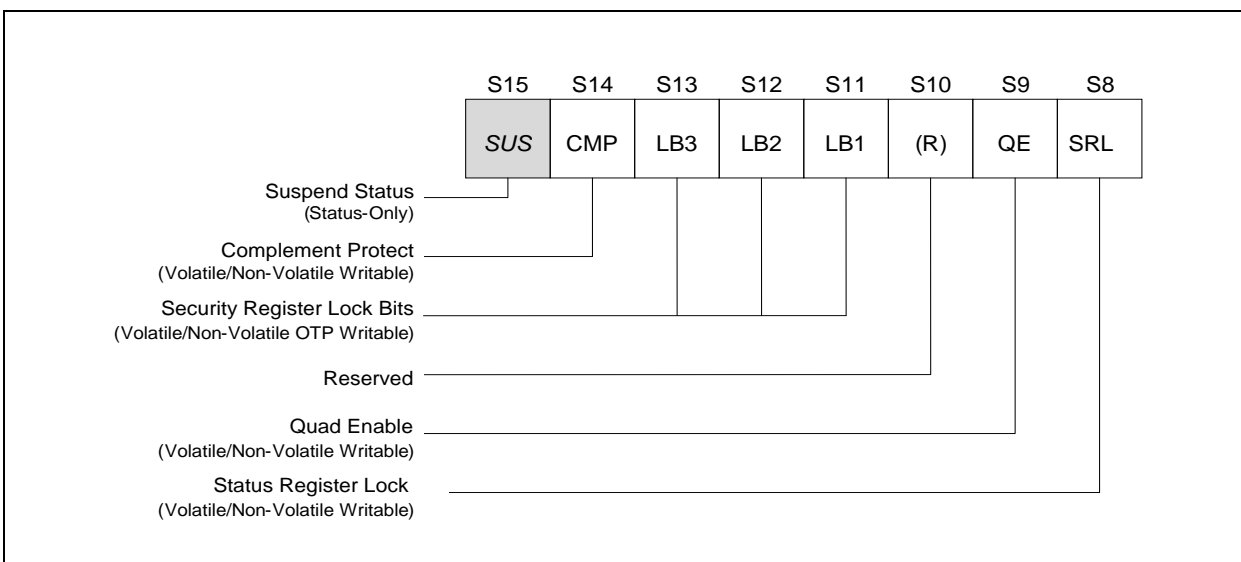 S15 S14 S13 S12 S11 S10 S9 S8
SUS CMP LB3 LB2 LB1 (R) QE SRL
Suspend Status
(Status-Only)
Complement Protect
(Volatile/Non-Volatile Writable)
Security Register Lock Bits
(Volatile/Non-Volatile OTP Writable)
Reserved
Quad Enable
(Volatile/Non-Volatile Writable)
Status Register Lock
(Volatile/Non-Volatile Writable)